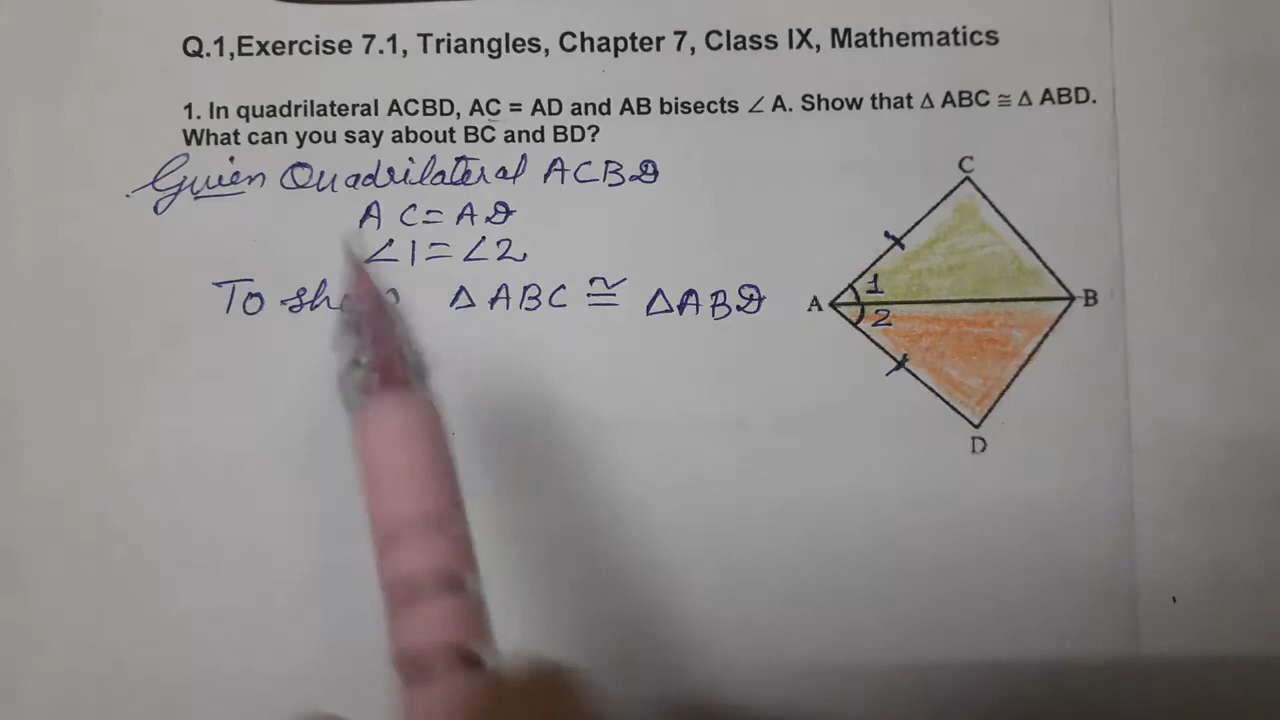 Q.1,Exercise 7.1, Triangles, Chapter 7, Class IX, Mathematics
1. In quadrilateral ACBD, AC = AD and AB bisects ∠ A. Show that Δ ABC ≅ Δ ABD.
What can you say about BC and BD?
Given Quadrilateral ACBD
AC = AD
∠1 = ∠2
To Δ ABC ≅ ΔABD
C
A
1
2
B
D